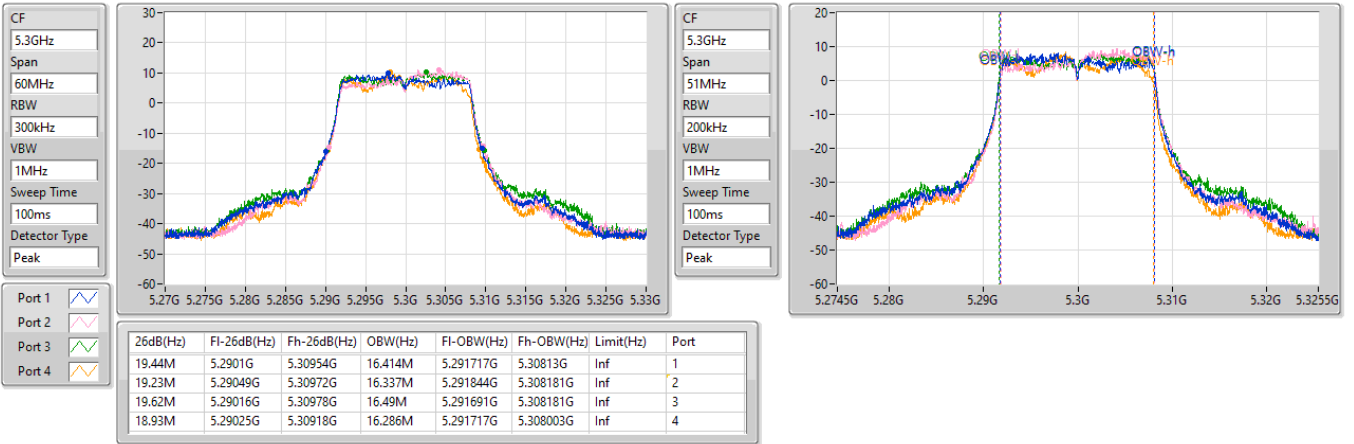 CF
5.3GHz
Span
60MHz
RBW
300kHz
VBW
1MHz
Sweep Time
100ms
Detector Type
Peak
30
20
10
0
-10
-20
-30
-40
-50
-60
5.27G 5.275G 5.28G 5.285G 5.29G 5.295G 5.3G 5.305G 5.31G 5.315G 5.32G 5.325G 5.33G
CF
5.3GHz
Span
51MHz
RBW
200kHz
VBW
1MHz
Sweep Time
100ms
Detector Type
Peak
20
10
0
-10
-20
-30
-40
-50
-60
OBW-h
5.2745G 5.28G 5.29G 5.3G 5.31G 5.32G 5.3255G
Port 1
Port 2
Port 3
Port 4
26dB(Hz) Fl-26dB(Hz) Fh-26dB(Hz) OBW(Hz) Fl-OBW(Hz) Fh-OBW(Hz) Limit(Hz) Port
19.44M 5.2901G 5.30954G 16.414M 5.291717G 5.30813G Inf 1
19.23M 5.29049G 5.30972G 16.337M 5.291844G 5.308181G Inf 2
19.62M 5.29016G 5.30978G 16.49M 5.291691G 5.308181G Inf 3
18.93M 5.29025G 5.30918G 16.286M 5.291717G 5.308003G Inf 4